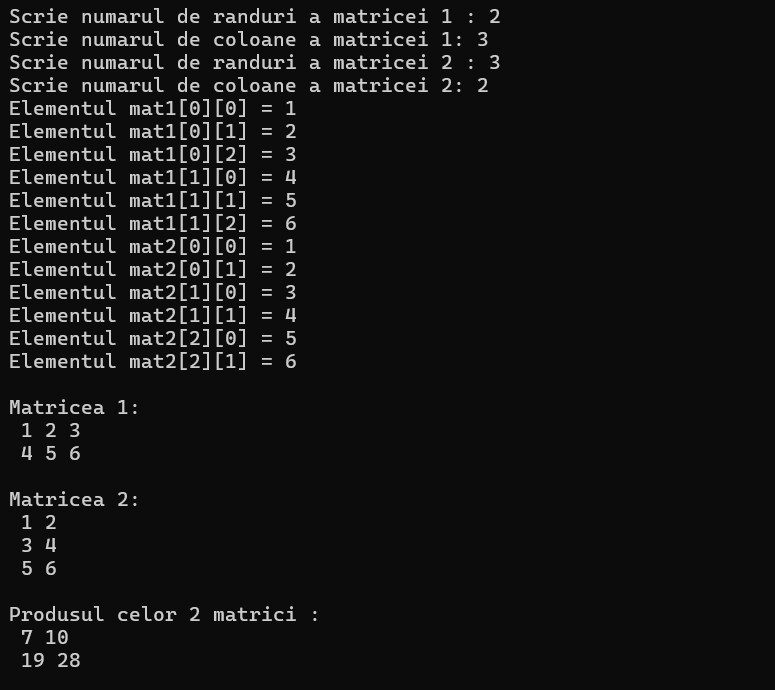 Scrie numarul de randuri a matricei 1 : 2
Scrie numarul de coloane a matricei 1: 3
Scrie numarul de randuri a matricei 2 : 3
Scrie numarul de coloane a matricei 2: 2
Elementul mat1[0][0] = 1
Elementul mat1[0][1] = 2
Elementul mat1[0][2] = 3
Elementul mat1[1][0] = 4
Elementul mat1[1][1] = 5
Elementul mat1[1][2] = 6
Elementul mat2[0][0] = 1
Elementul mat2[0][1] = 2
Elementul mat2[1][0] = 3
Elementul mat2[1][1] = 4
Elementul mat2[2][0] = 5
Elementul mat2[2][1] = 6

Matricea 1:
 1 2 3
 4 5 6

Matricea 2:
 1 2
 3 4
 5 6

Produsul celor 2 matrici :
 7 10
 19 28